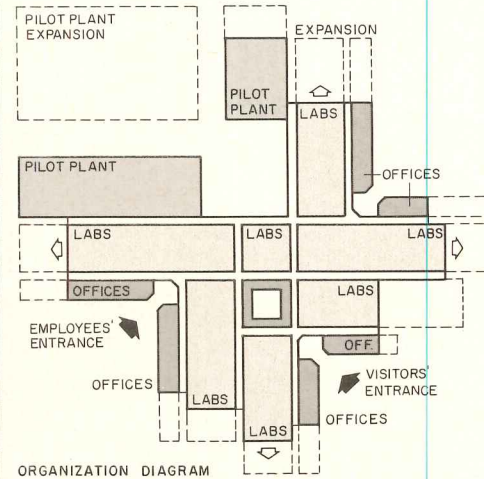 PILOT PLANT
EXPANSION
EXPANSION
PILOT
PLANT
LABS
OFFICES
PILOT PLANT
LABS
LABS
LABS
OFFICES
LABS
EMPLOYEES'
ENTRANCE
OFF.
VISITORS'
ENTRANCE
OFFICES
LABS
OFFICES
LABS
ORGANIZATION DIAGRAM